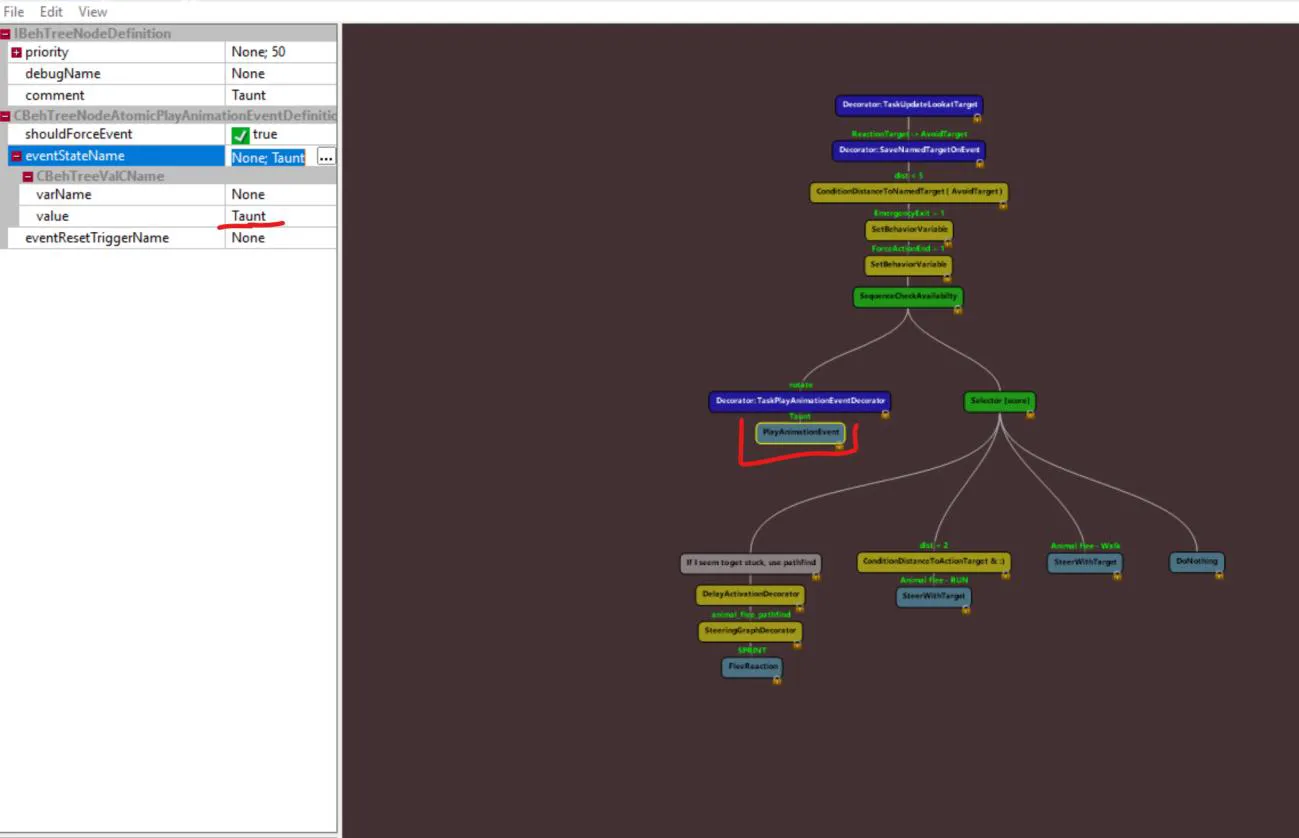 File Edit View
IBehTreeNodeDefinition
priority None; 50
debugName None
comment Taunt
CBehTreeNodeAtomicPlayAnimationEventDefinitic
shouldForceEvent true
eventStateName None; Taunt ...
CBehTreeValCName
varName None
value Taunt
eventResetTriggerName None
Decorator: TaskUpdateLookatTarget
ReactionTarget -> AvoidTarget
Decorator: SaveNamedTargetOnEvent
dist < 5
ConditionDistanceToNamedTarget ( AvoidTarget )
EmergencyExit = 1
SetBehaviorVariable
ForceActionEnd = 1
SetBehaviorVariable
SequenceCheckAvailability
rotate
Decorator: TaskPlayAnimationEventDecorator
Selector [score]
Taunt
PlayAnimationEvent
If I seem to get stuck, use pathfind
DelayActivationDecorator
animal_flee_pathfind
SteeringGraphDecorator
SPRINT
FleeReaction
dist < 2
ConditionDistanceToActionTarget & :)
Animal flee - RUN
SteerWithTarget
Animal flee - Walk
SteerWithTarget
DoNothing